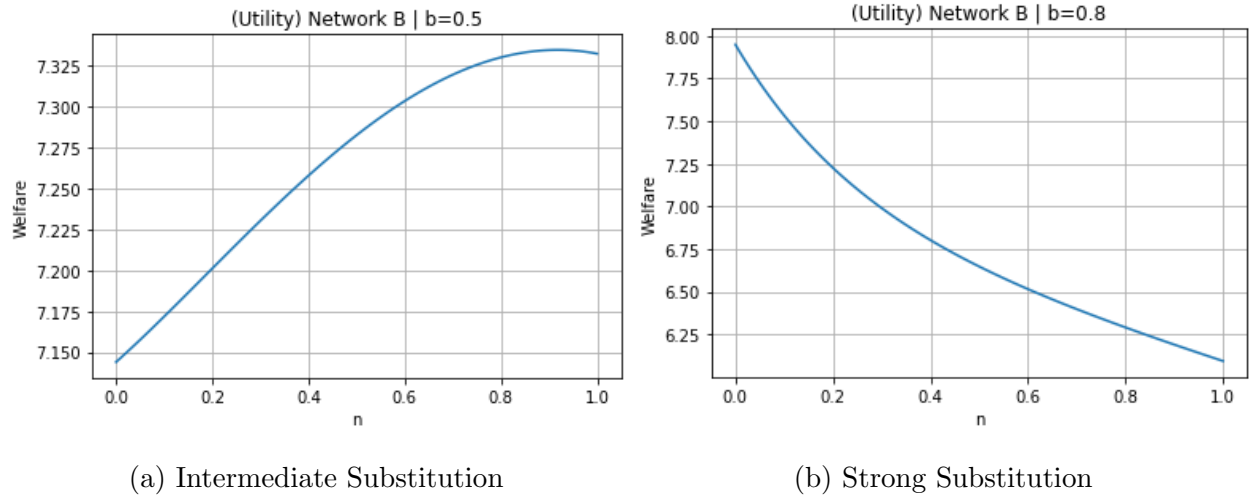 (Utility) Network B | b=0.5
Welfare
7.325
7.300
7.275
7.250
7.225
7.200
7.175
7.150
0.0 0.2 0.4 0.6 0.8 1.0
n
(a) Intermediate Substitution
(Utility) Network B | b=0.8
Welfare
8.00
7.75
7.50
7.25
7.00
6.75
6.50
6.25
0.0 0.2 0.4 0.6 0.8 1.0
n
(b) Strong Substitution